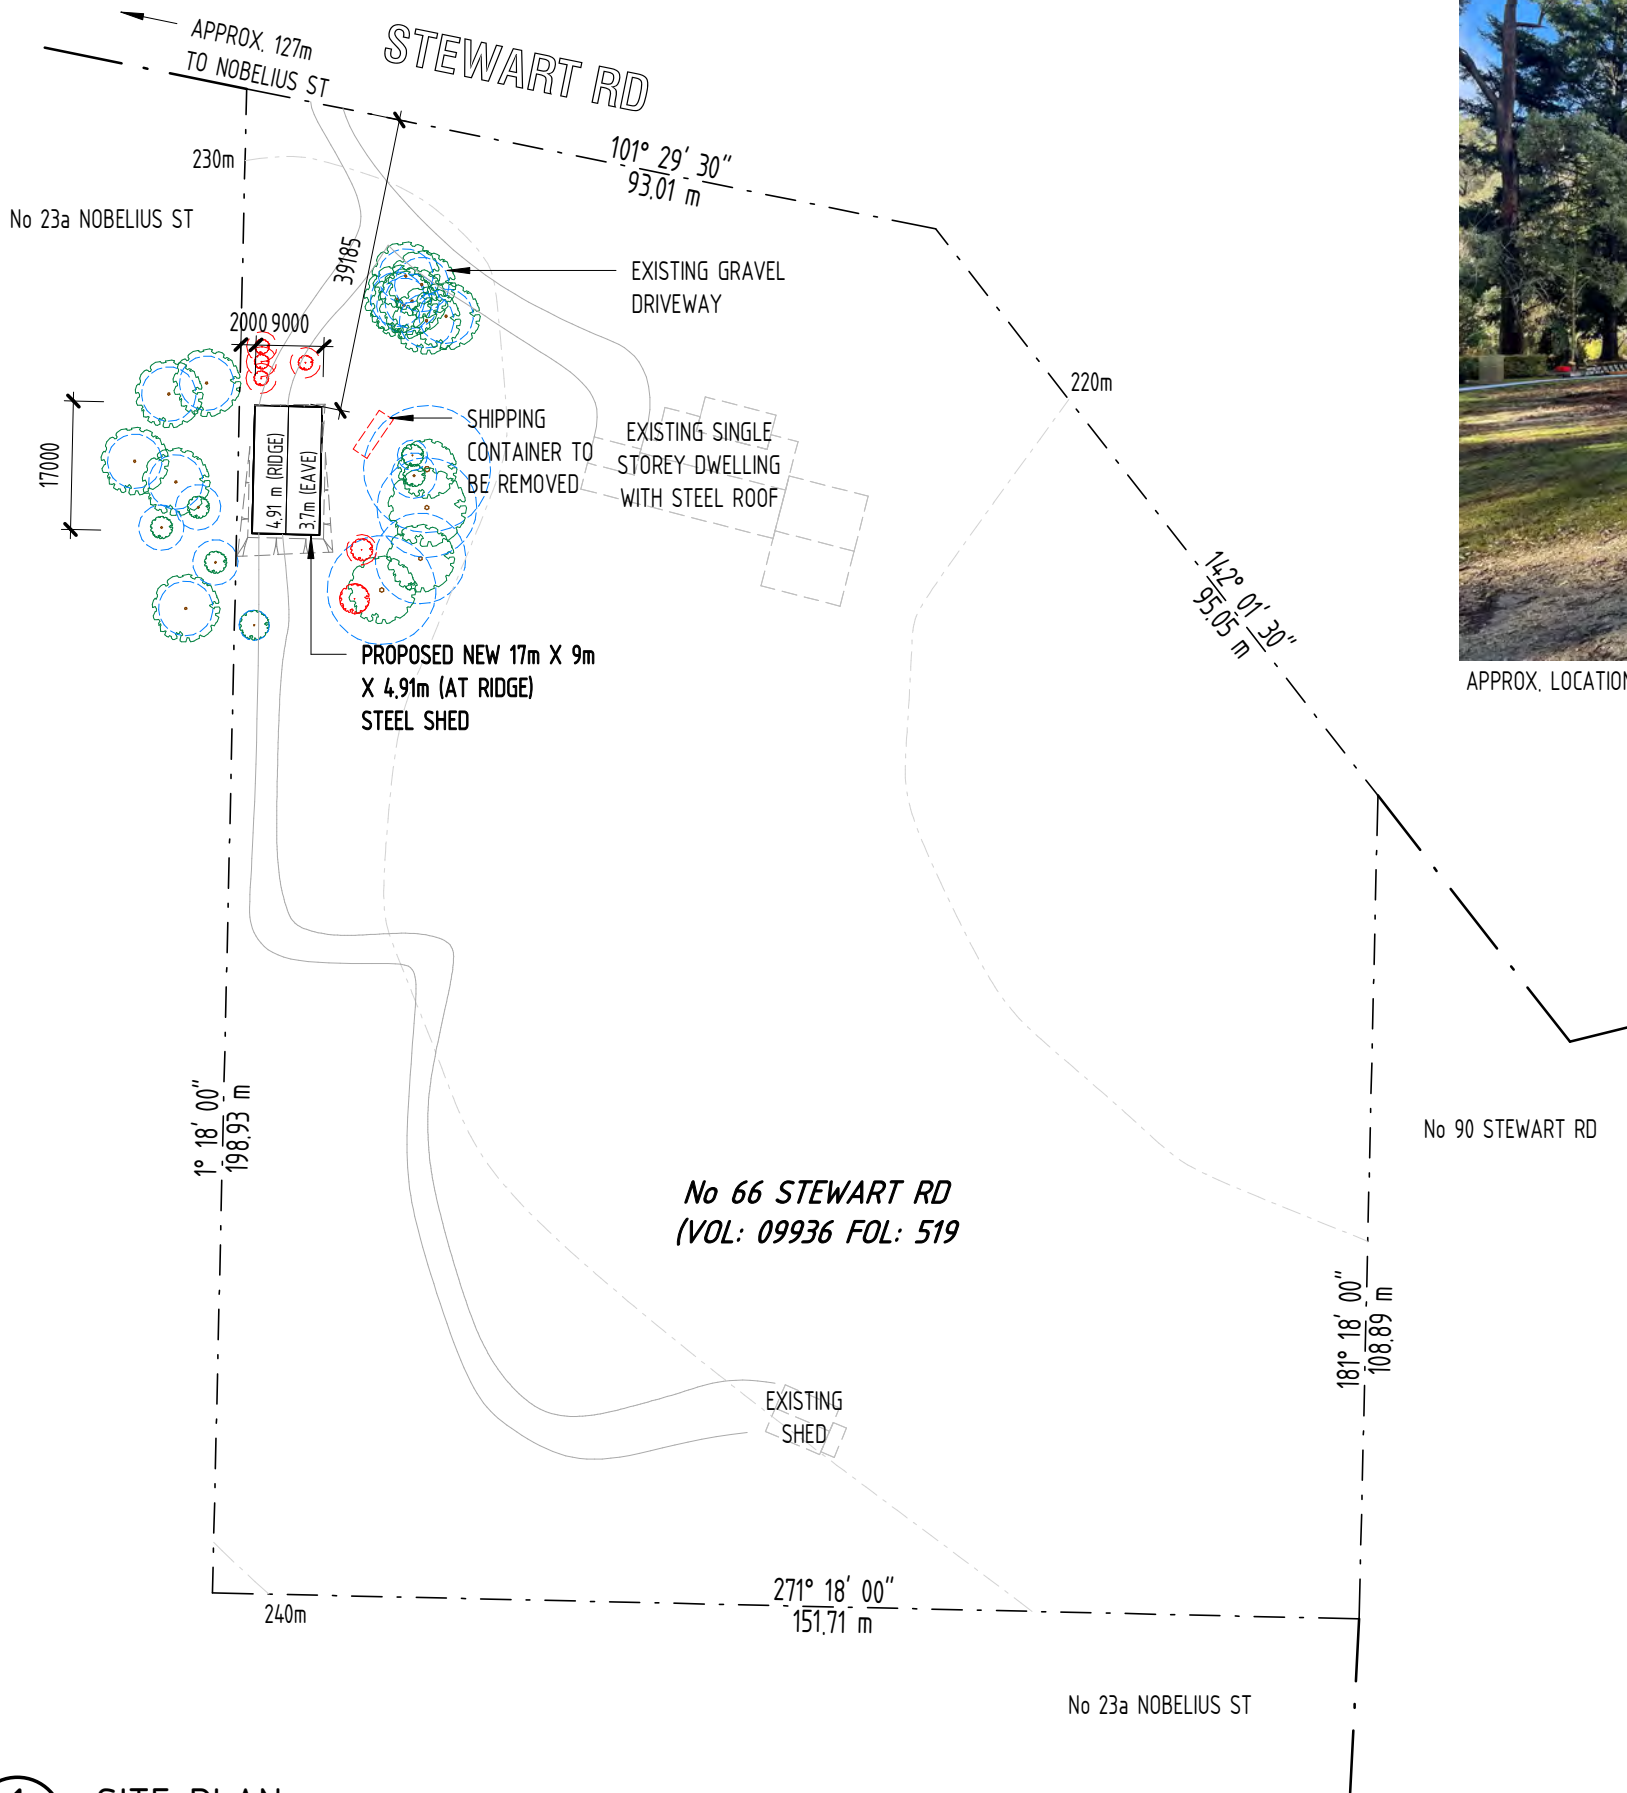 APPROX. 127m
TO NOBELIUS ST
STEWART RD
101° 29' 30"
93.01 m
230m
No 23a NOBELIUS ST
39185
EXISTING GRAVEL
DRIVEWAY
2000 9000
220m
SHIPPING
CONTAINER TO
BE REMOVED
EXISTING SINGLE
STOREY DWELLING
WITH STEEL ROOF
17000
4.91 m (RIDGE)
3.7m (EAVE)
142° 01' 30"
95.05 m
PROPOSED NEW 17m X 9m
X 4.91m (AT RIDGE)
STEEL SHED
APPROX. LOCATION
1° 18' 00"
198.93 m
No 90 STEWART RD
No 66 STEWART RD
(VOL: 09936 FOL: 519
181° 18' 00"
108.89 m
EXISTING
SHED
271° 18' 00"
151.71 m
240m
No 23a NOBELIUS ST
SITE PLAN